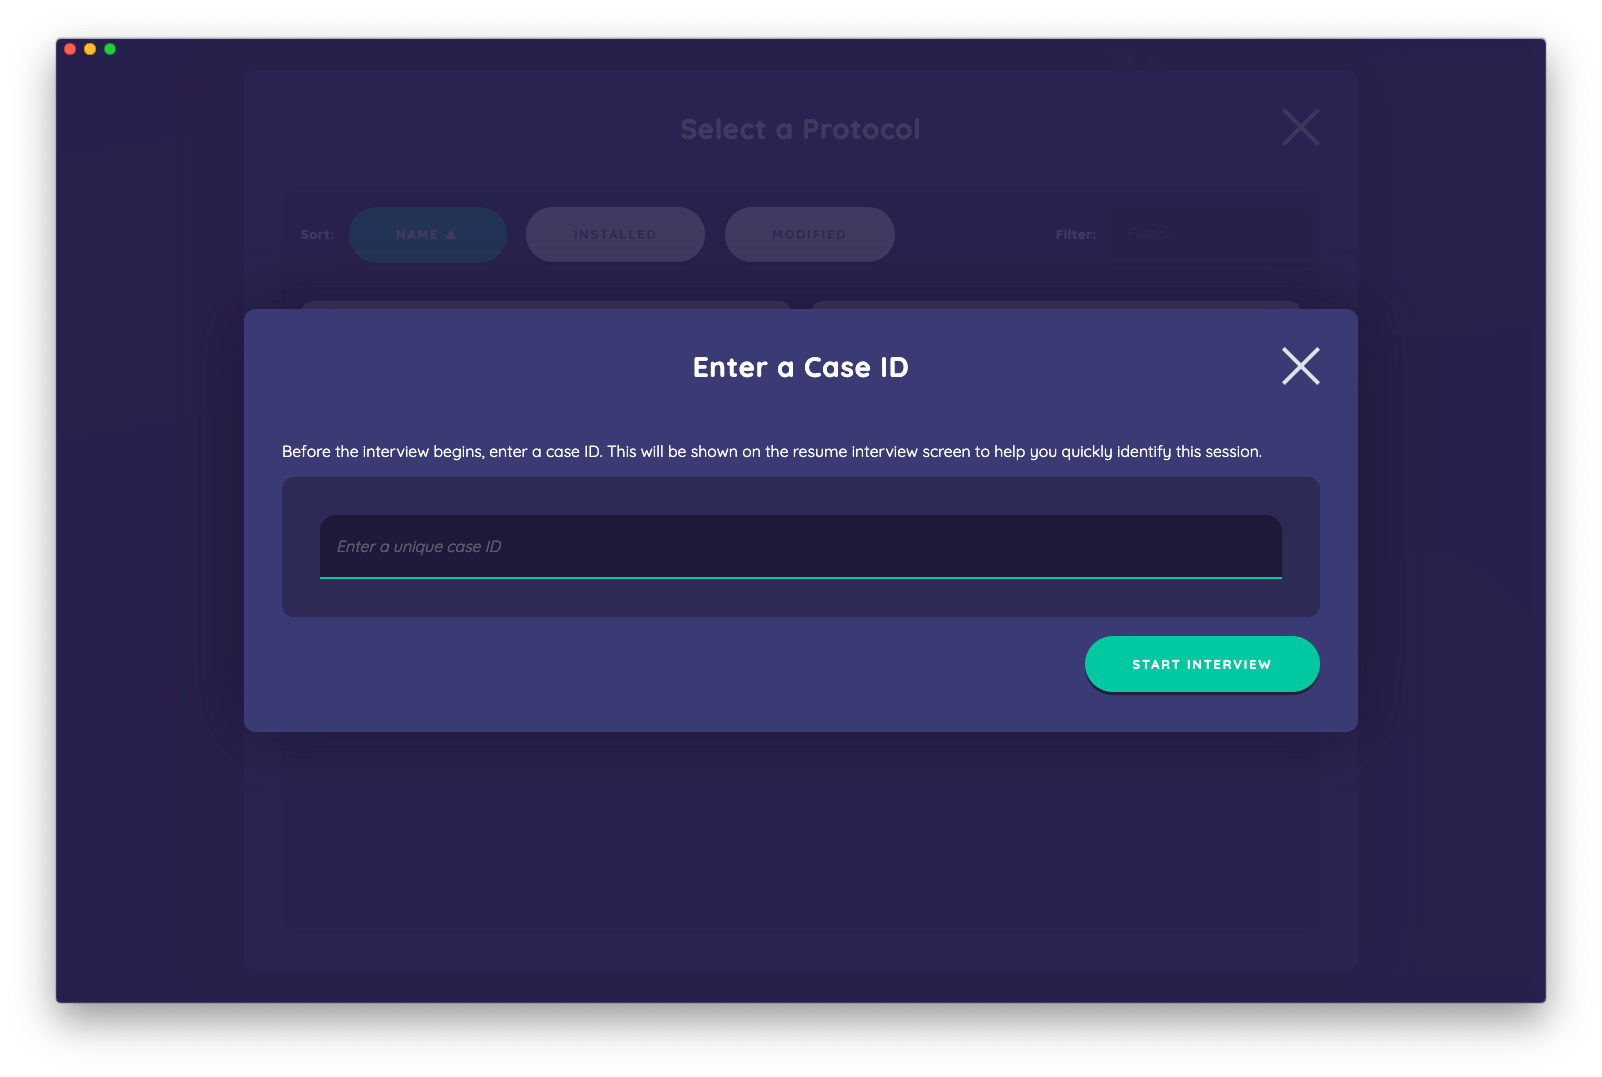 Select a Protocol
Sort: NAME ▲ INSTALLED MODIFIED Filter: Filter...
Enter a Case ID
Before the interview begins, enter a case ID. This will be shown on the resume interview screen to help you quickly identify this session.
Enter a unique case ID
START INTERVIEW